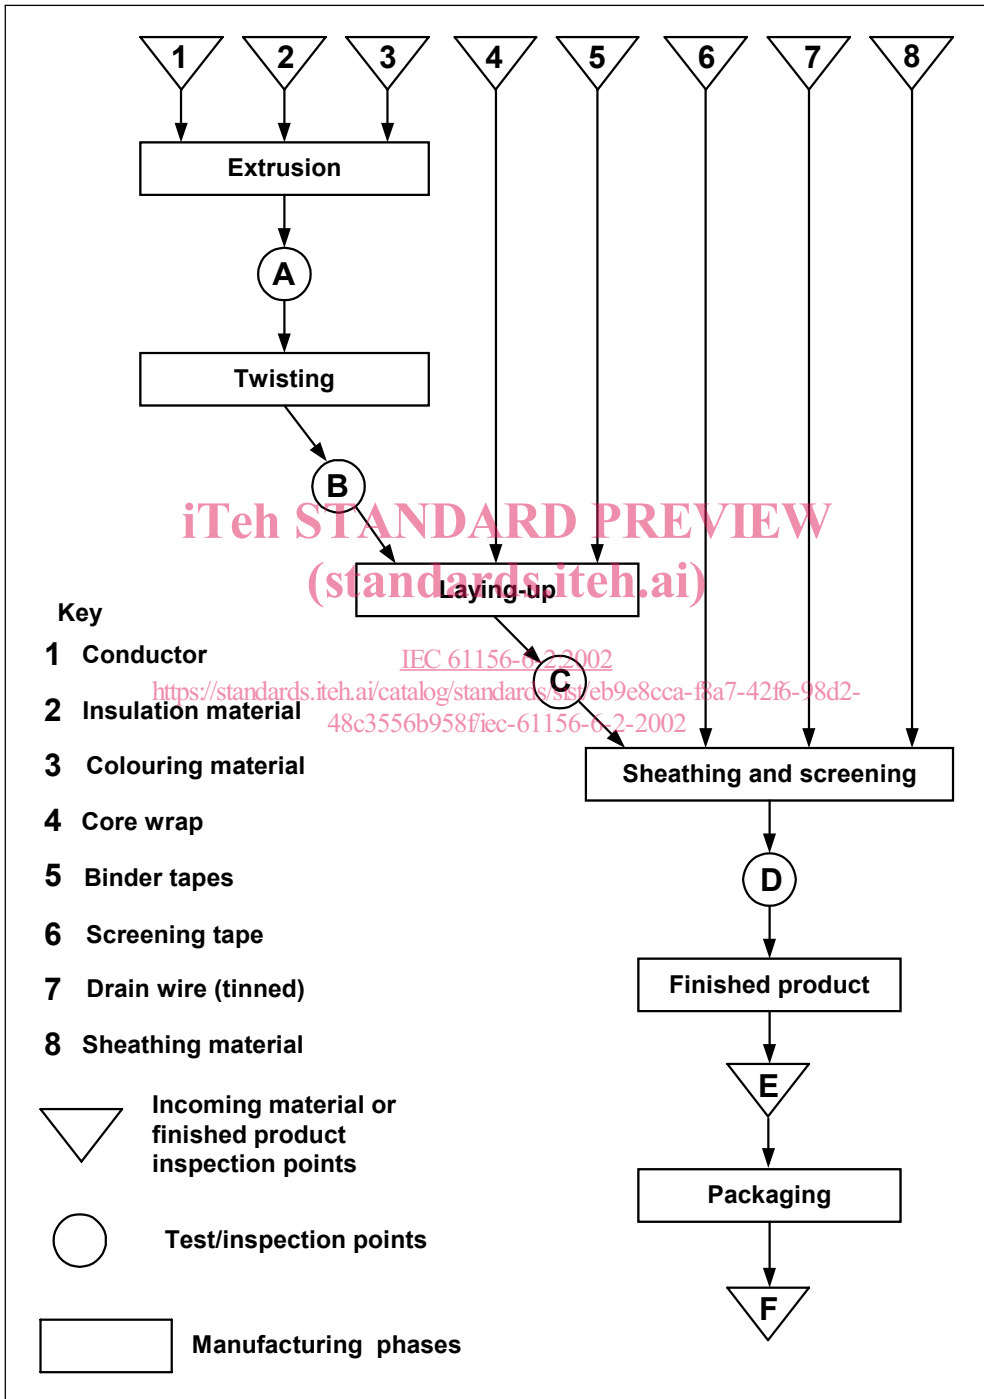 1 2 3 4 5 6 7 8
Extrusion
A
Twisting
B
iTeh STANDARD PREVIEW
(standards.iteh.ai)
Laying-up
IEC 61156-6-2:2002
C
https://standards.iteh.ai/catalog/standards/sist/eb9e8cca-f8a7-42f6-98d2-
48c3556b958f/iec-61156-6-2-2002
Sheathing and screening
D
Finished product
E
Packaging
F
Key
1 Conductor
2 Insulation material
3 Colouring material
4 Core wrap
5 Binder tapes
6 Screening tape
7 Drain wire (tinned)
8 Sheathing material
Incoming material or
finished product
inspection points
Test/inspection points
Manufacturing phases